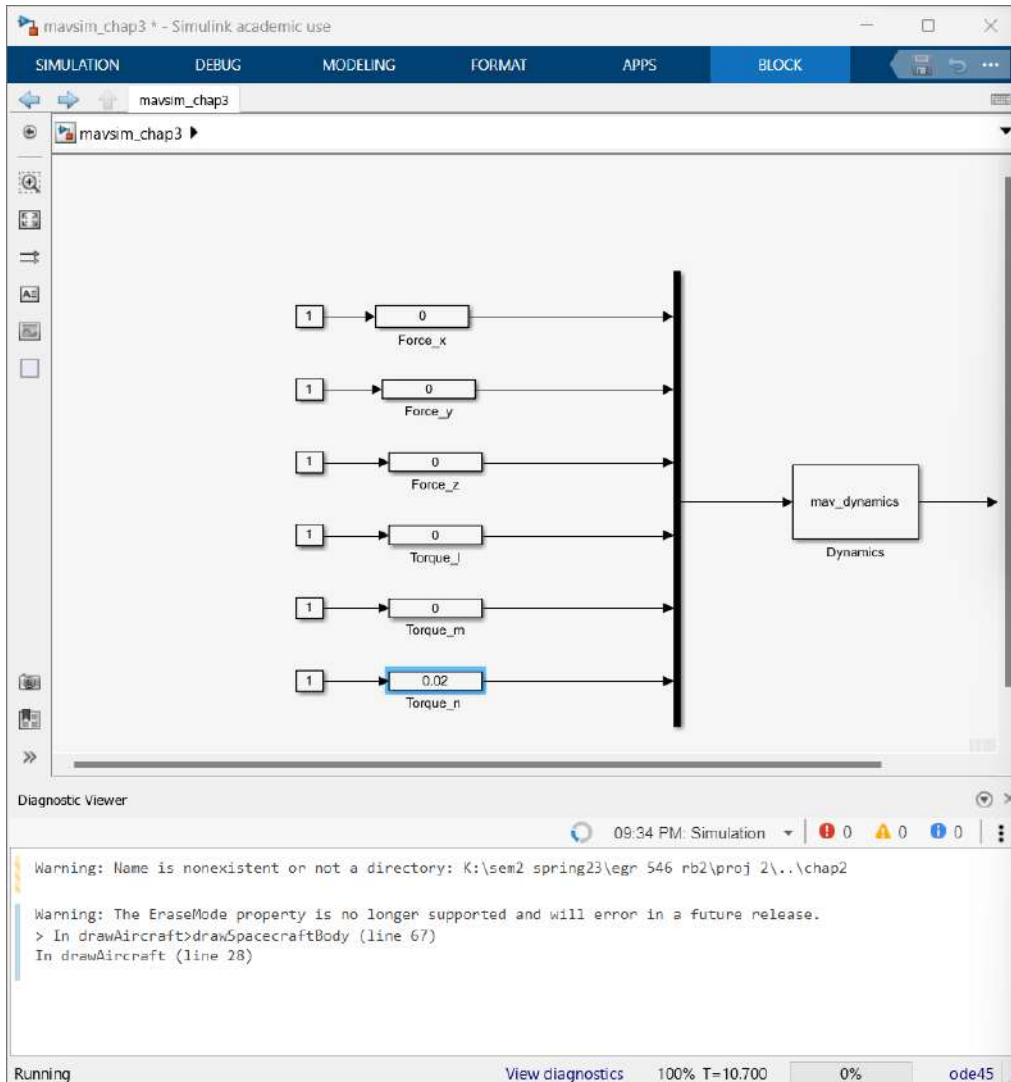 mavsim_chap3 * - Simulink academic use
SIMULATION DEBUG MODELING FORMAT APPS BLOCK
mavsim_chap3
mavsim_chap3
1 0
Force_x
1 0
Force_y
1 0
Force_z
mav_dynamics
1 0
Torque_l
Dynamics
1 0
Torque_m
1 0.02
Torque_n
Diagnostic Viewer
09:34 PM: Simulation 0 0 0
Warning: Name is nonexistent or not a directory: K:\sem2 spring23\egr 546 rb2\proj 2\..\chap2
Warning: The EraseMode property is no longer supported and will error in a future release.
> In drawAircraft>drawSpacecraftBody (line 67)
In drawAircraft (line 28)
Running View diagnostics 100% T=10.700 0% ode45